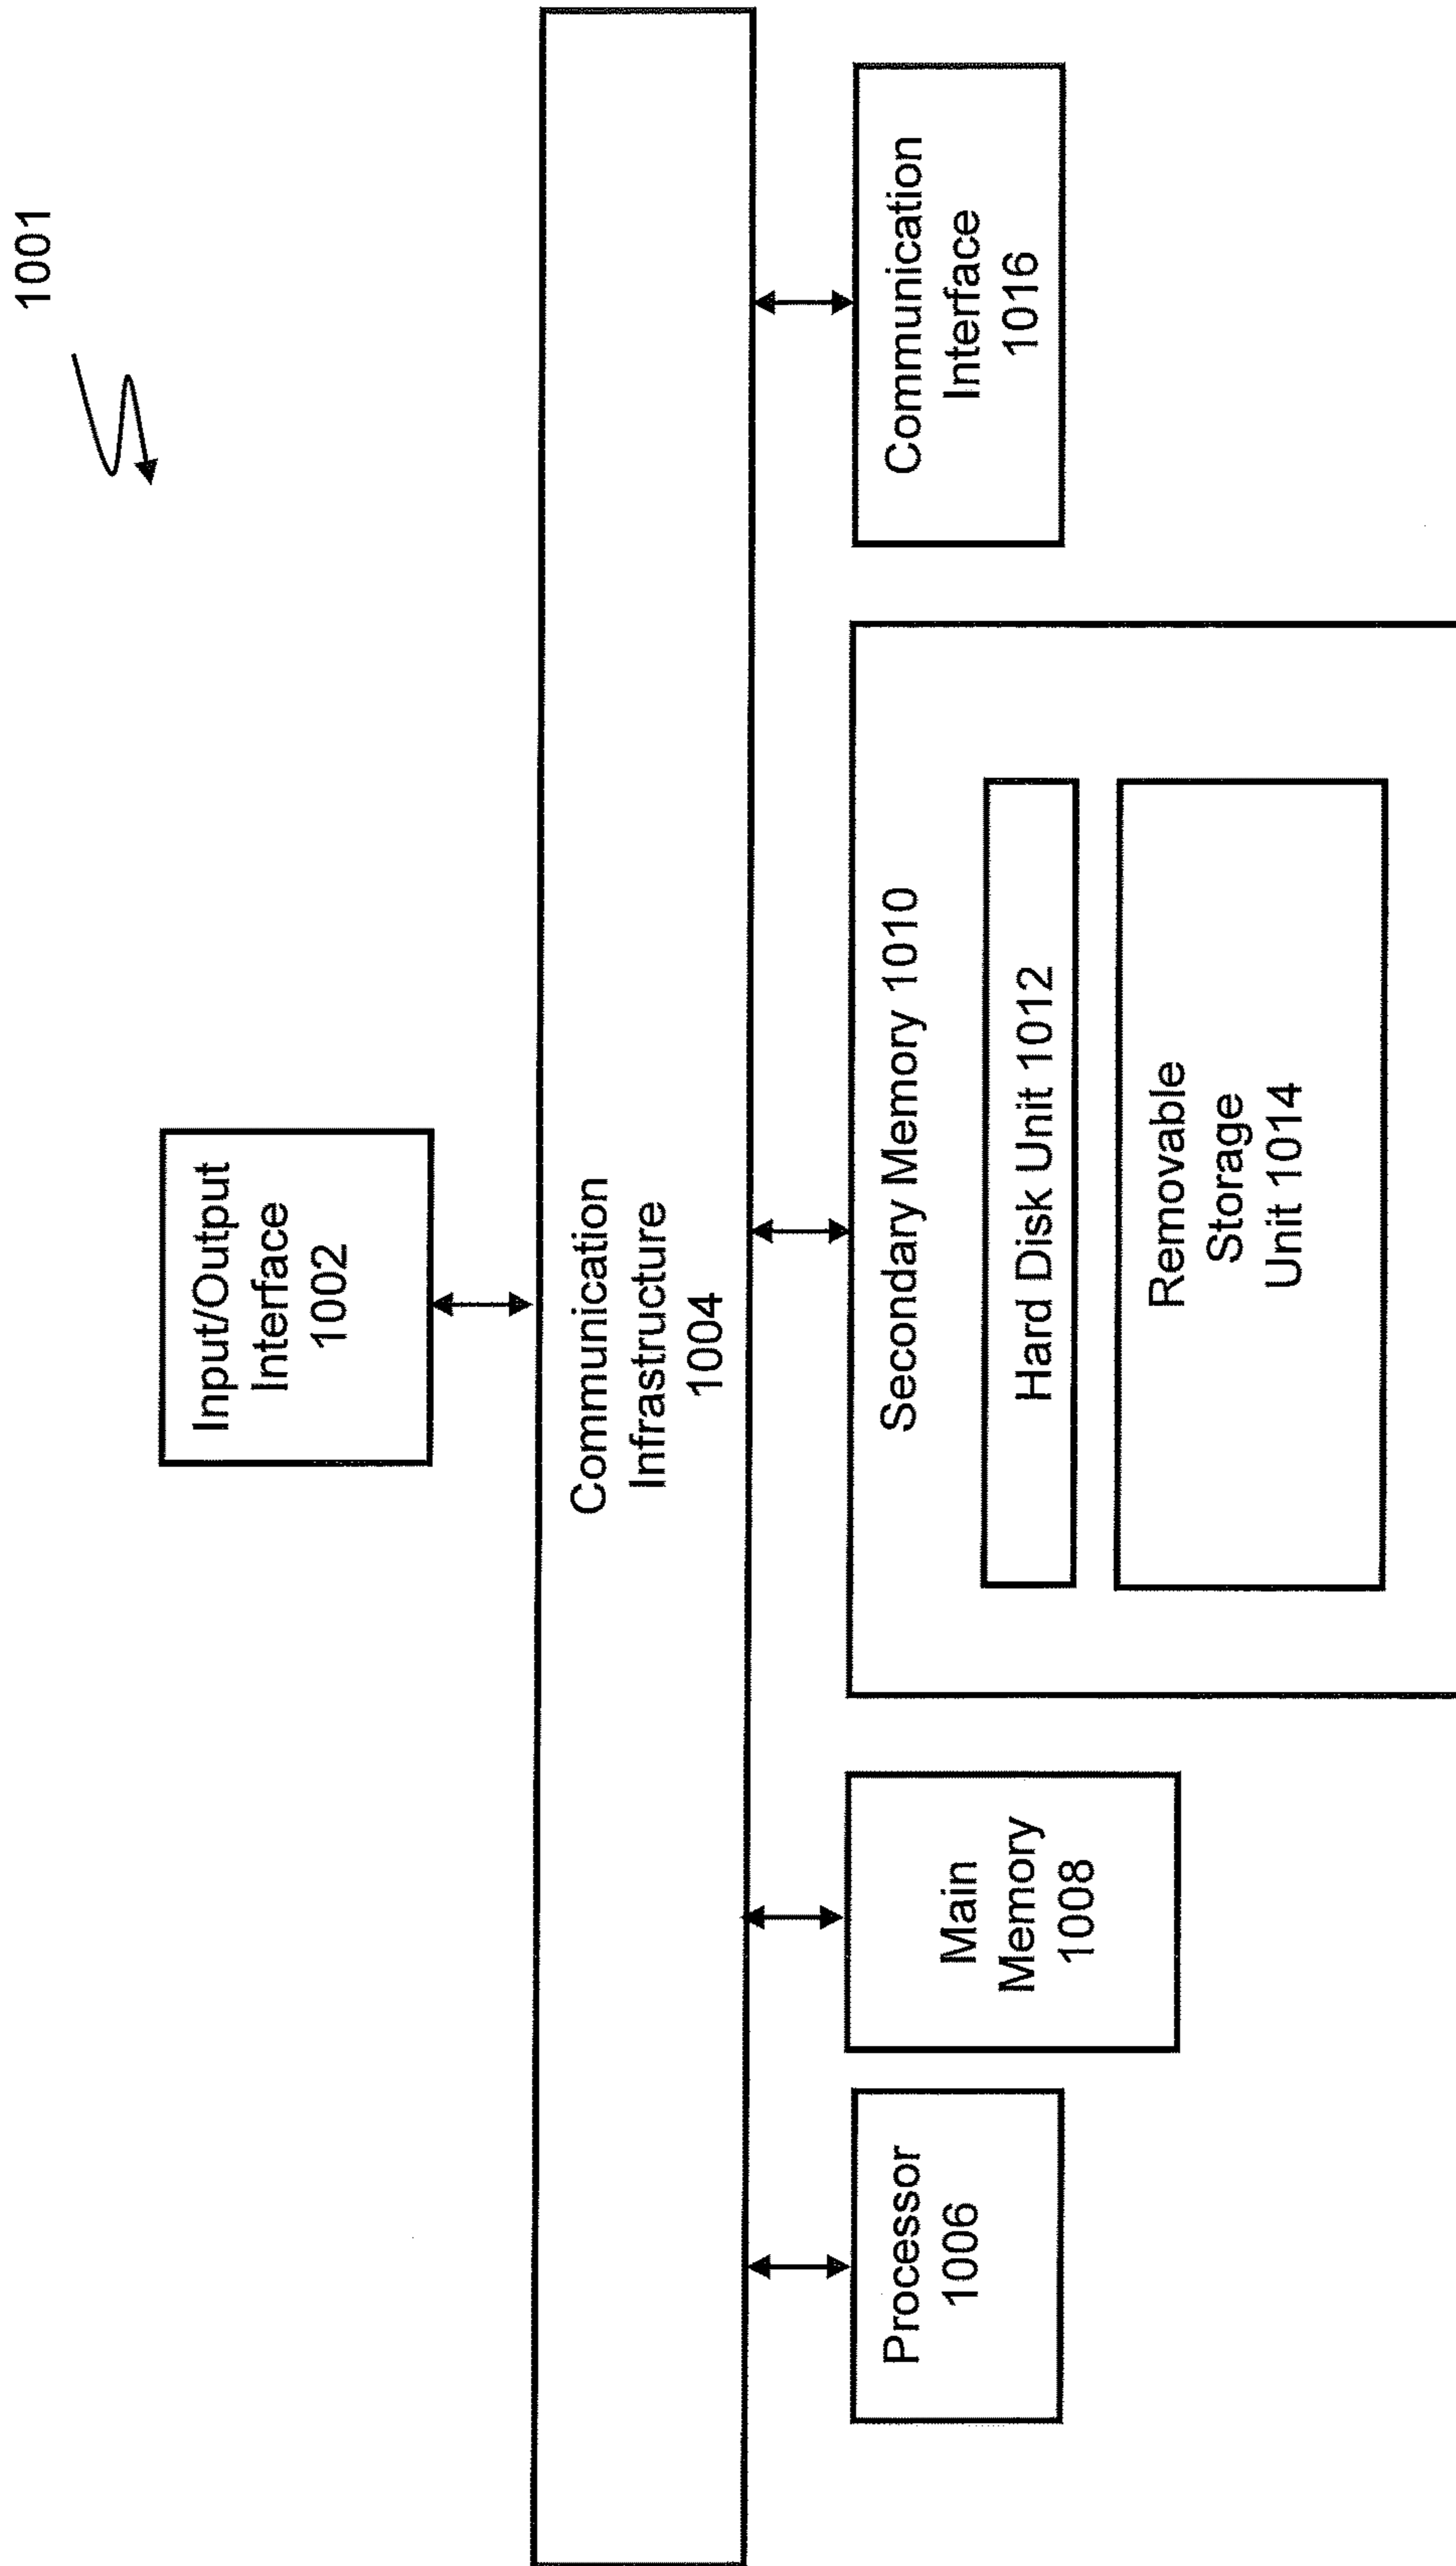 1001
Input/Output
Interface
1002
Communication
Infrastructure
1004
Processor
1006
Main
Memory
1008
Secondary Memory 1010
Hard Disk Unit 1012
Removable
Storage
Unit 1014
Communication
Interface
1016